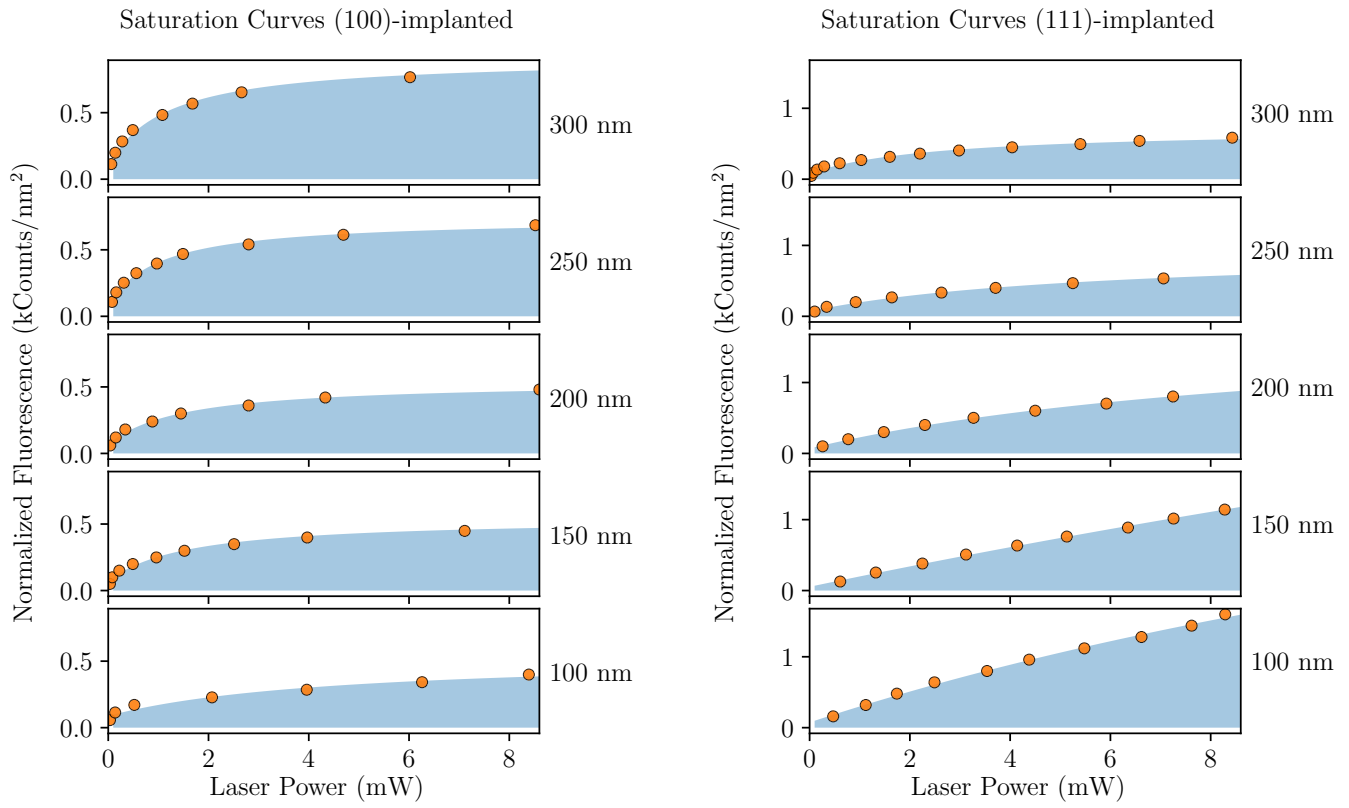 Saturation Curves (100)-implanted
Normalized Fluorescence (kCounts/nm²)
0.5
0.0
300 nm
0.5
0.0
250 nm
0.5
0.0
200 nm
0.5
0.0
150 nm
0.5
0.0
100 nm
0 2 4 6 8
Laser Power (mW)
Saturation Curves (111)-implanted
Normalized Fluorescence (kCounts/nm²)
1
0
300 nm
1
0
250 nm
1
0
200 nm
1
0
150 nm
1
0
100 nm
0 2 4 6 8
Laser Power (mW)